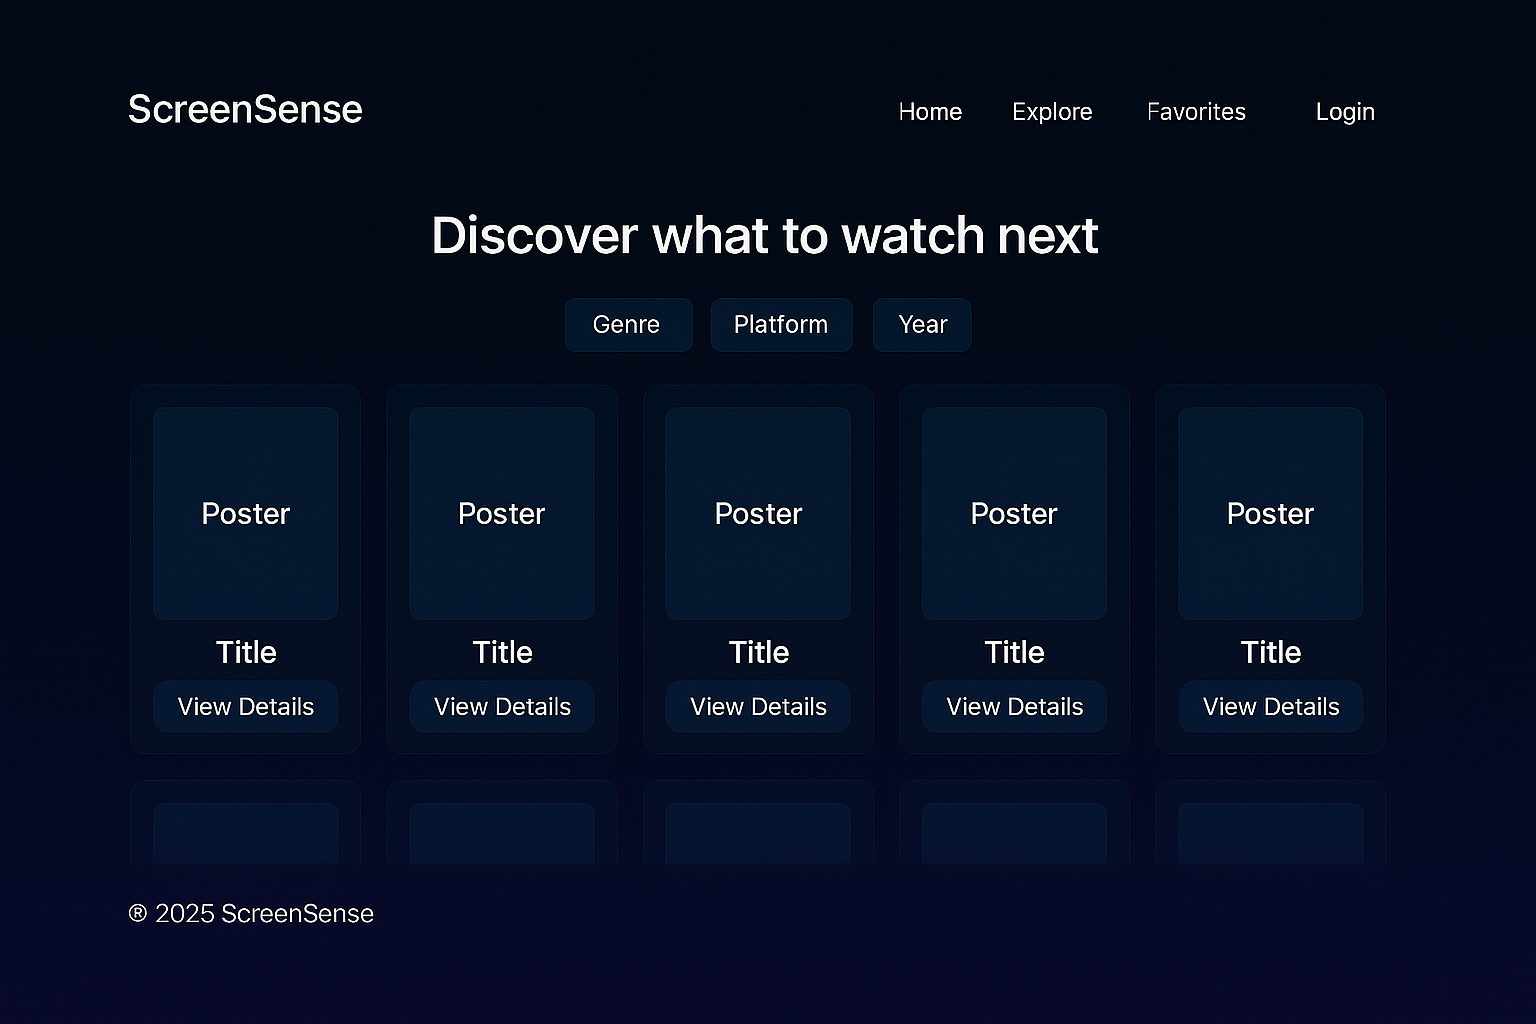 ScreenSense
Home Explore Favorites Login
Discover what to watch next
Genre Platform Year
Poster Poster Poster Poster Poster
Title Title Title Title Title
View Details View Details View Details View Details View Details
® 2025 ScreenSense